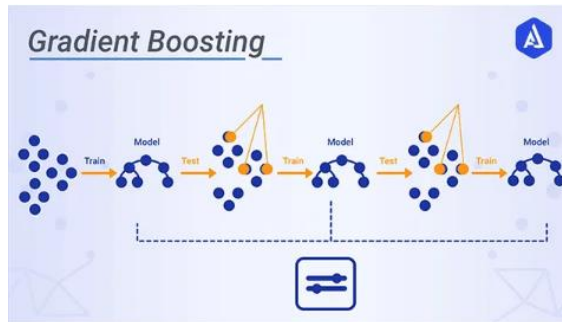 Gradient Boosting
Model
Model
Model
Train
Test
Train
Test
Train